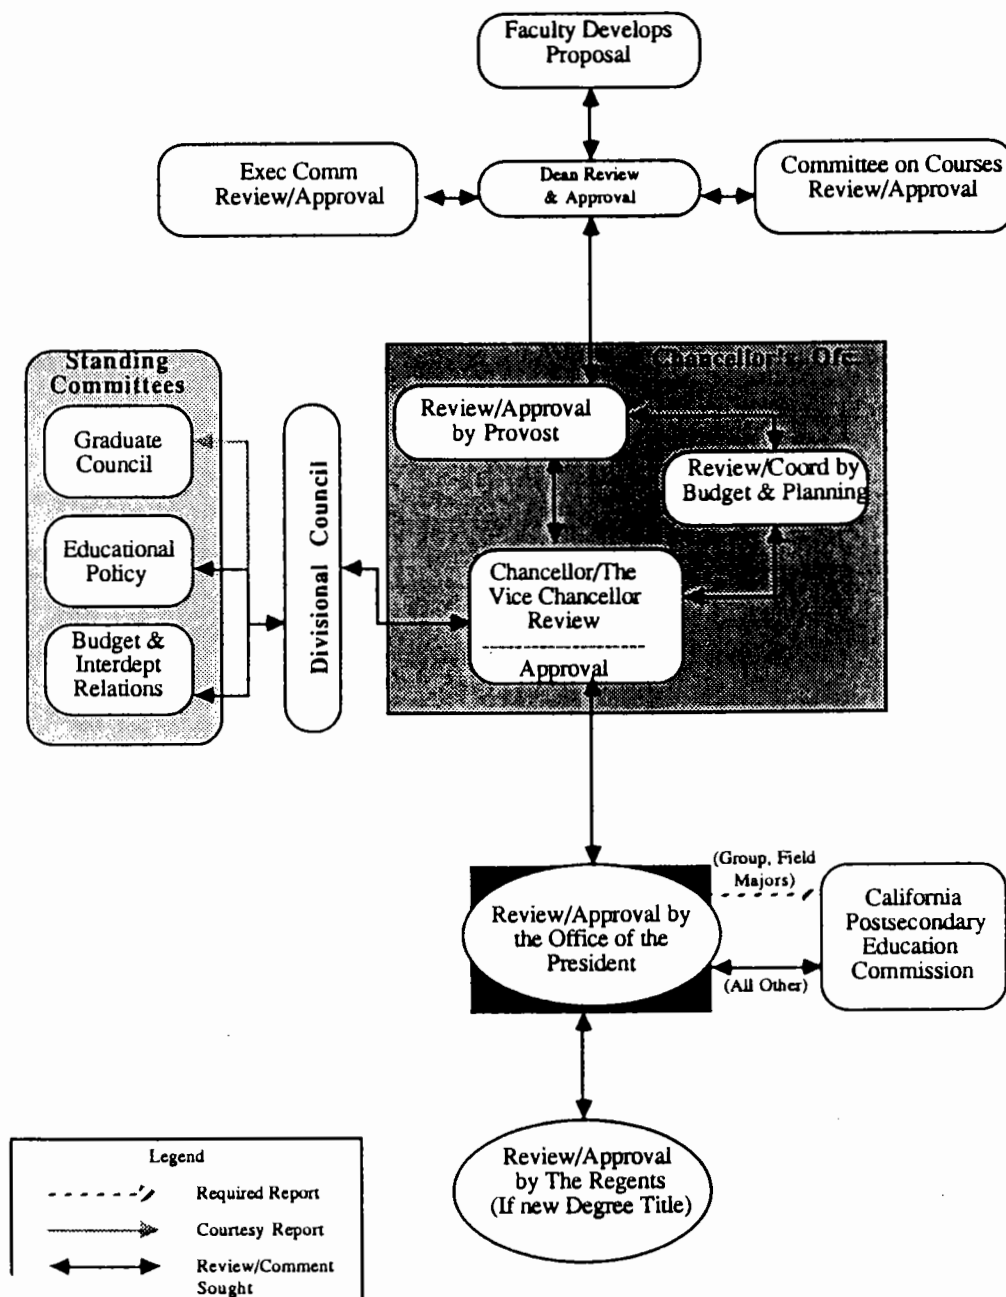 Faculty Develops
Proposal
Exec Comm
Review/Approval
Dean Review
& Approval
Committee on Courses
Review/Approval
Standing
Committees
Graduate
Council
Educational
Policy
Budget &
Interdept
Relations
Divisional Council
Chancellor's Ofc
Review/Approval
by Provost
Review/Coord by
Budget & Planning
Chancellor/The
Vice Chancellor
Review
Approval
Review/Approval by
the Office of the
President
(Group, Field
Majors)
(All Other)
California
Postsecondary
Education
Commission
Review/Approval
by The Regents
(If new Degree Title)
Legend
Required Report
Courtesy Report
Review/Comment
Sought